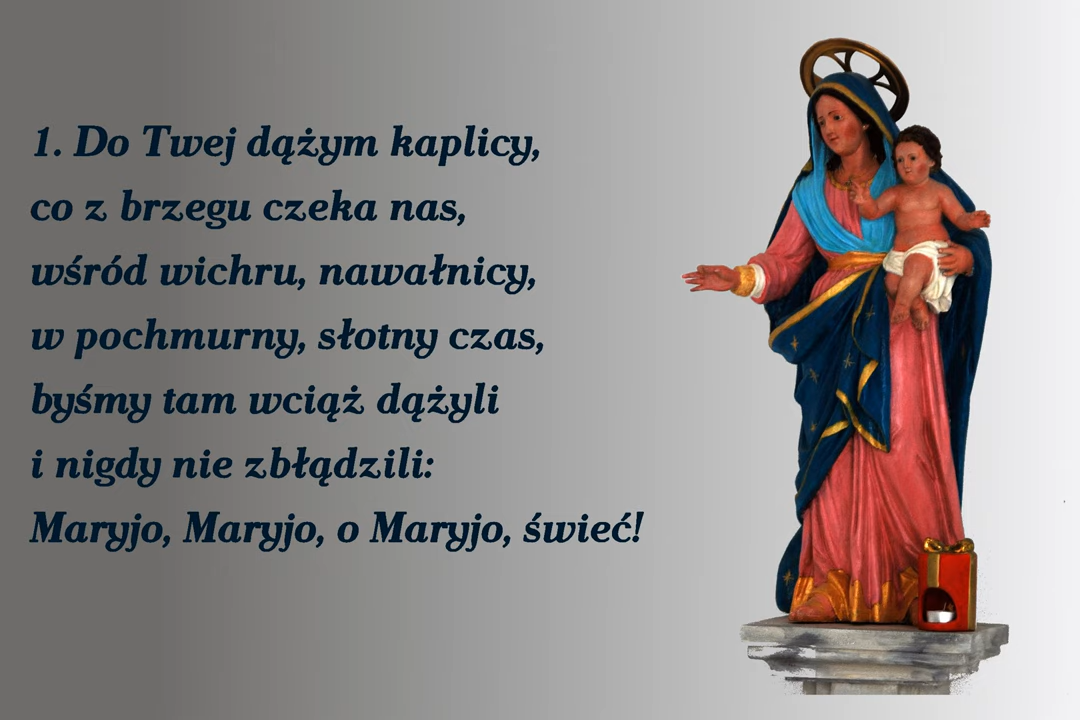 1. Do Twej dążym kaplicy,
co z brzegu czeka nas,
wśród wichru, nawałnicy,
w pochmurny, słotny czas,
byśmy tam wciąż dążyli
i nigdy nie zbłądzili:
Maryjo, Maryjo, o Maryjo, świeć!